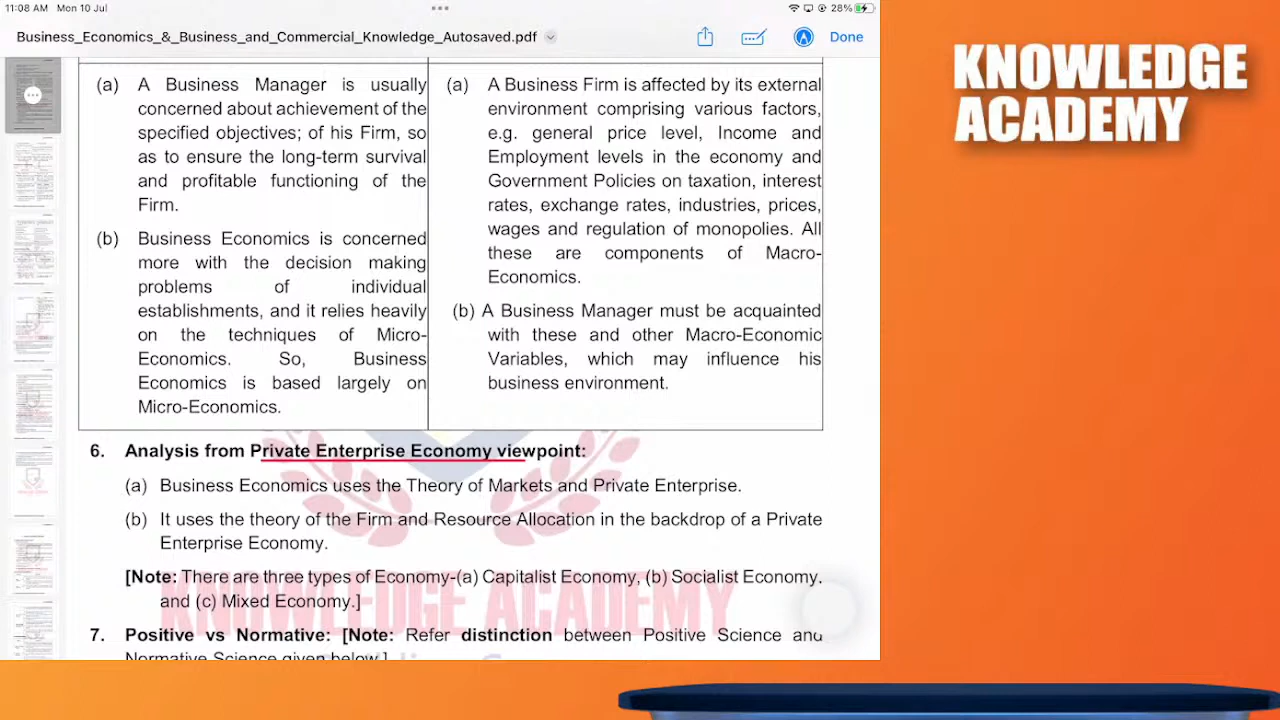 11:08 AM Mon 10 Jul
28%
Business_Economics_&_Business_and_Commercial_Knowledge_Autosaved.pdf
Done
KNOWLEDGE
ACADEMY
(a) A Business Manager is usually
concerned about achievement of the
specified objectives; of his Firm, so
as to ensure the long-term survival
and profitable functioning of the
Firm.
(b) Business Economics concerned
more with the decision making
problems of individual
establishments, and relies heavily
on the techniques of Micro-
Economics. So Business
Economics is based largely on
Micro-Economics.
(a) A Business Firm is affected by its external
environment comprising various factors,
e.g. general price level, Income and
Employment levels in the economy and
Government Policies on taxation, interest
rates, exchange rates, industries, prices,
wages and regulation of monopolies. All
these are components of Macro-
Economics.
(b) A Business Manager must be acquainted
with these and other Macro-Economic
Variables, which may influence his
business environment.
6. Analysis from Private Enterprise Economy viewpoint:
(a) Business Economics uses the Theory of Markets and Private Enterprise.
(b) It uses the theory of the Firm and Resource Allocation in the backdrop of a Private
Enterprise Economy.
[Note: There are three types of Economy-(a) Capitalist Economy, (b) Socialist Economy.
and (c) Mixed Economy.]
7. Positive vs Normative: [Note: Refer distinction between Positive Science and
normative Science given below.]